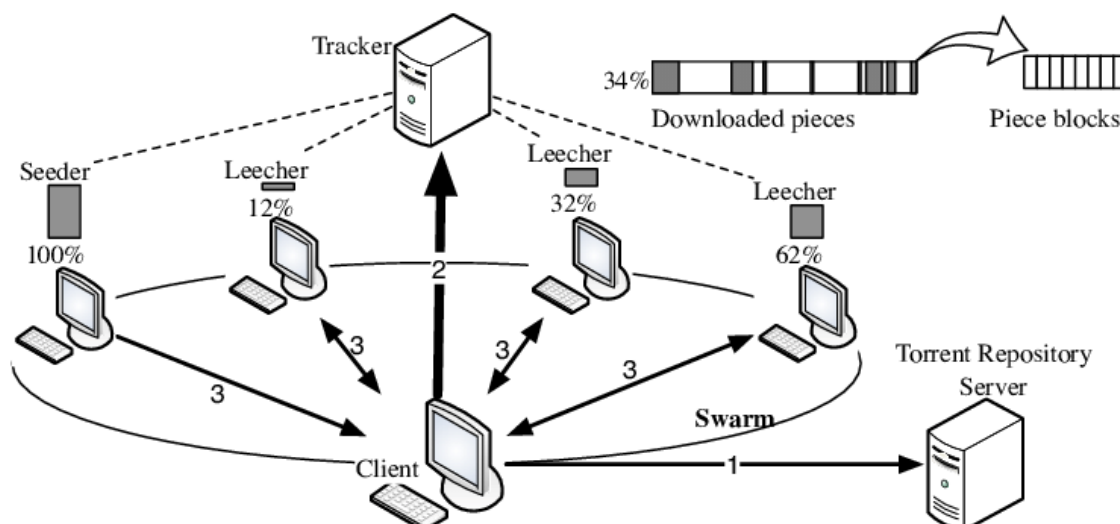 Tracker
34%
Downloaded pieces
Piece blocks
Seeder
100%
Leecher
12%
Leecher
32%
Leecher
62%
2
3
3
3
3
Torrent Repository
Server
Swarm
Client
1